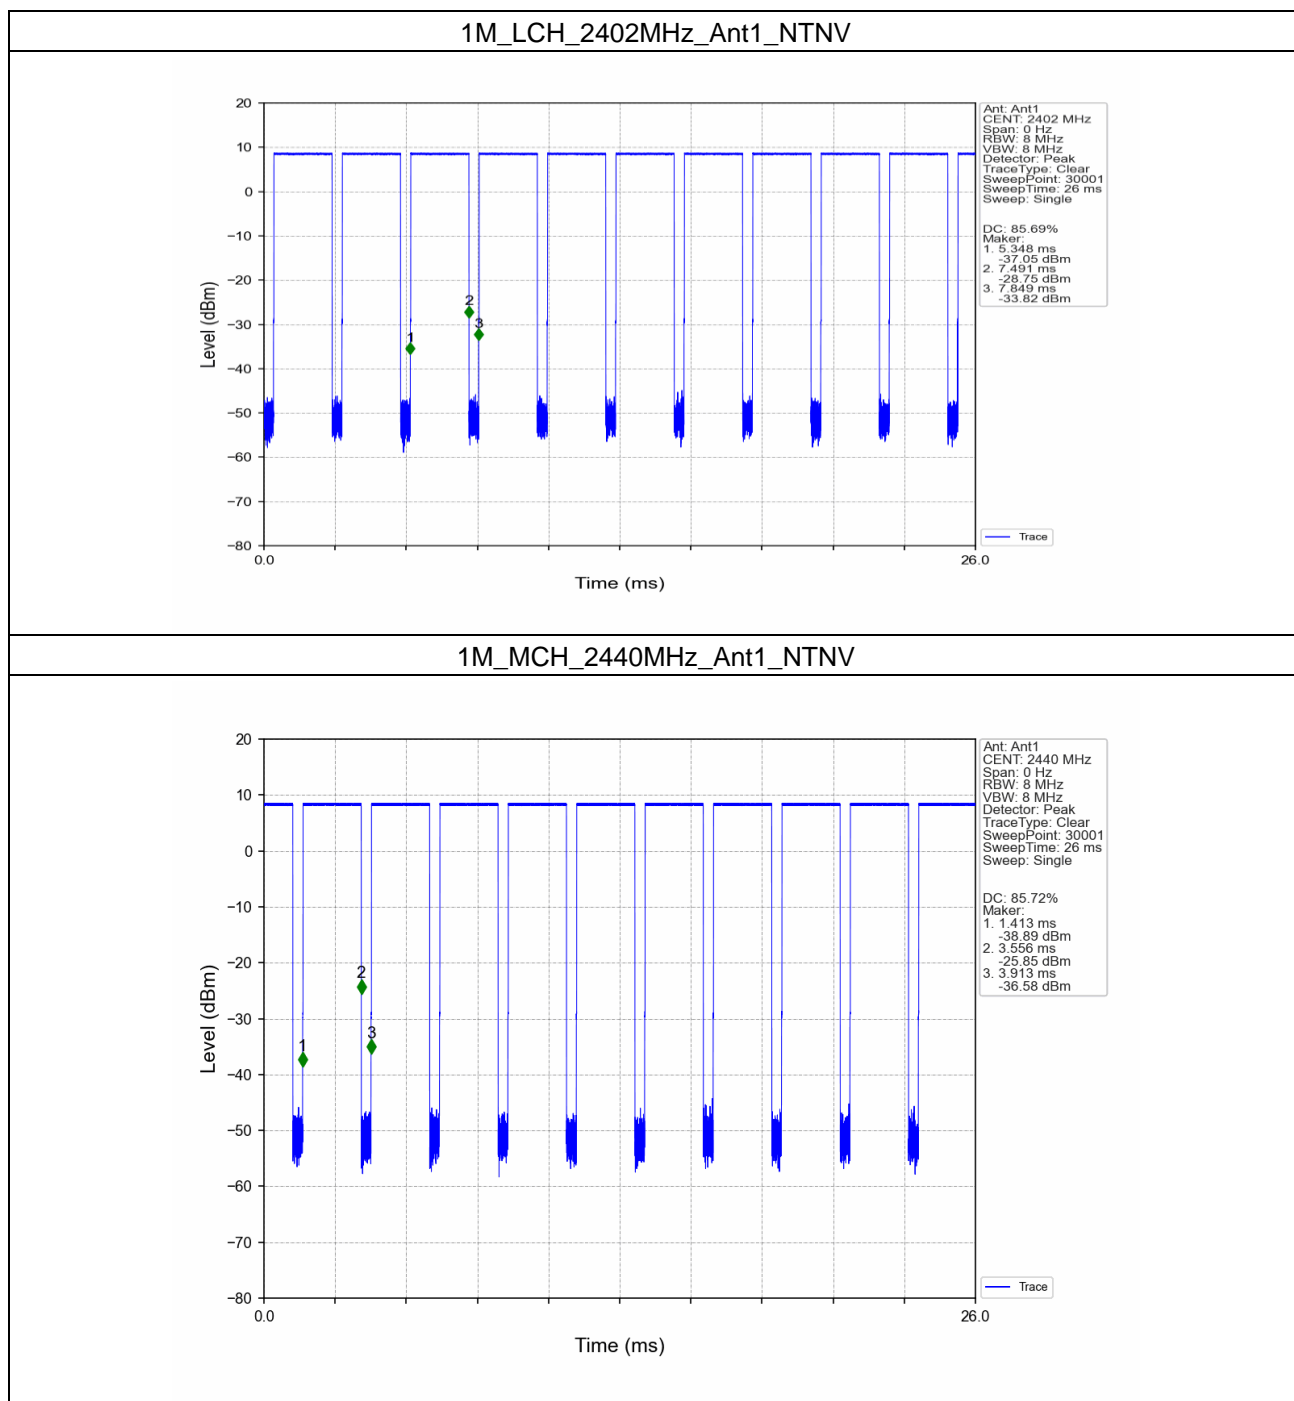 1M_LCH_2402MHz_Ant1_NTNV
20
10
0
−10
−20
−30
−40
−50
−60
−70
−80
Level (dBm)
1
2
3
0.0
26.0
Time (ms)
Ant: Ant1
CENT: 2402 MHz
Span: 0 Hz
RBW: 8 MHz
VBW: 8 MHz
Detector: Peak
TraceType: Clear
SweepPoint: 30001
SweepTime: 26 ms
Sweep: Single
DC: 85.69%
Maker:
1. 5.348 ms
-37.05 dBm
2. 7.491 ms
-28.75 dBm
3. 7.849 ms
-33.82 dBm
Trace
1M_MCH_2440MHz_Ant1_NTNV
20
10
0
−10
−20
−30
−40
−50
−60
−70
−80
Level (dBm)
1
2
3
0.0
26.0
Time (ms)
Ant: Ant1
CENT: 2440 MHz
Span: 0 Hz
RBW: 8 MHz
VBW: 8 MHz
Detector: Peak
TraceType: Clear
SweepPoint: 30001
SweepTime: 26 ms
Sweep: Single
DC: 85.72%
Maker:
1. 1.413 ms
-38.89 dBm
2. 3.556 ms
-25.85 dBm
3. 3.913 ms
-36.58 dBm
Trace